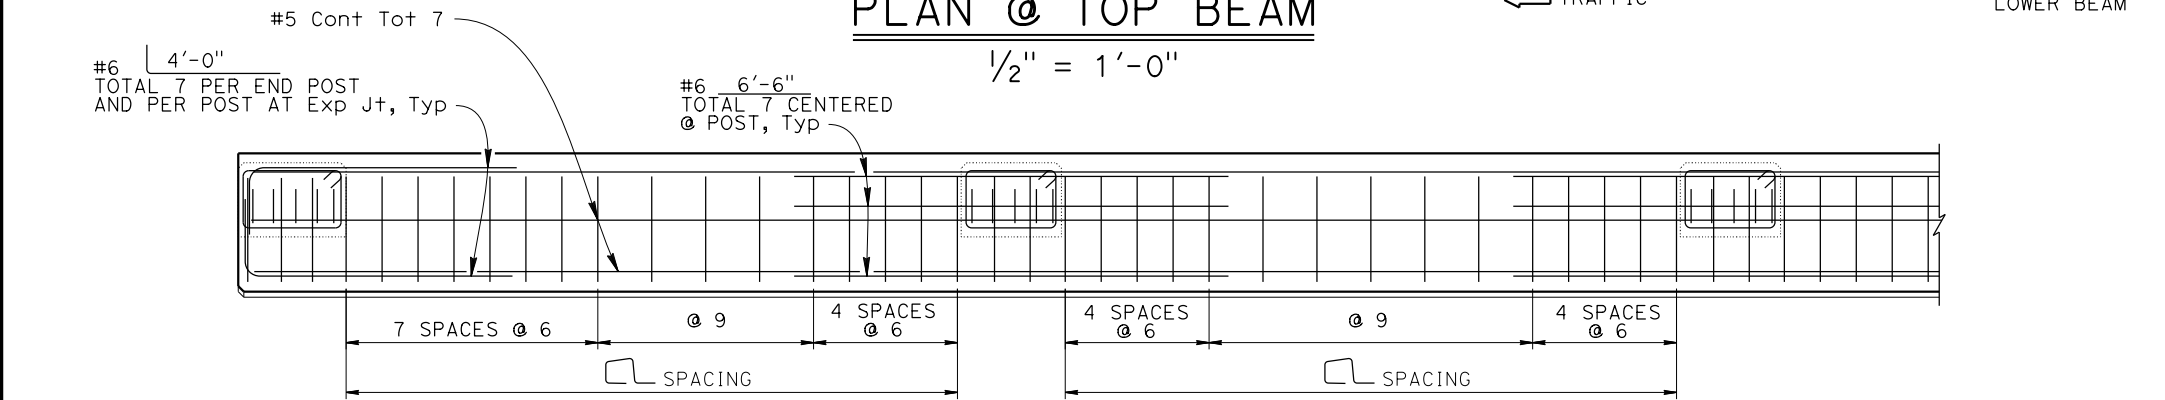 #5 Cont Tot 7
PLAN @ TOP BEAM
TRAFFIC
LOWER BEAM
1/2" = 1'-0"
#6 4'-0"
TOTAL 7 PER END POST
AND PER POST AT Exp Jt, Typ
#6 6'-6"
TOTAL 7 CENTERED
@ POST, Typ
7 SPACES @ 6
@ 9
4 SPACES
@ 6
4 SPACES
@ 6
@ 9
4 SPACES
@ 6
SPACING
SPACING